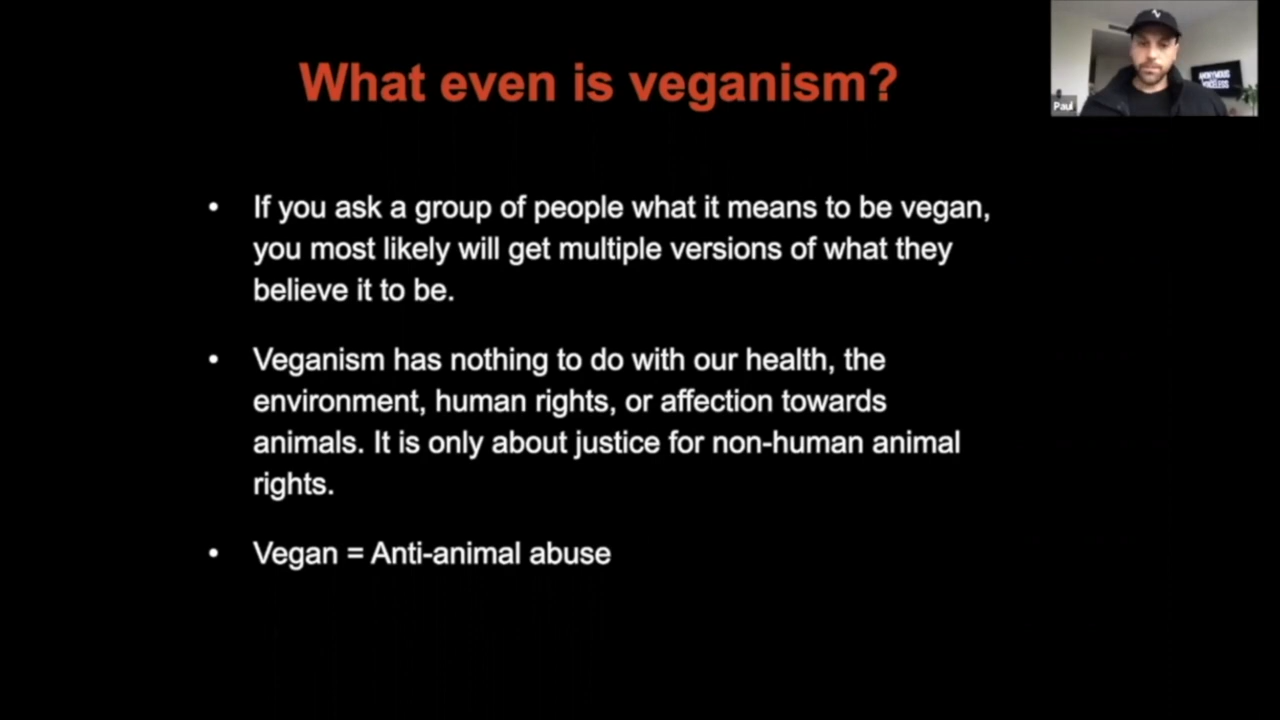 What even is veganism?
• If you ask a group of people what it means to be vegan,
you most likely will get multiple versions of what they
believe it to be.
• Veganism has nothing to do with our health, the
environment, human rights, or affection towards
animals. It is only about justice for non-human animal
rights.
• Vegan = Anti-animal abuse
Paul
ANONYMOUS
VOICELESS